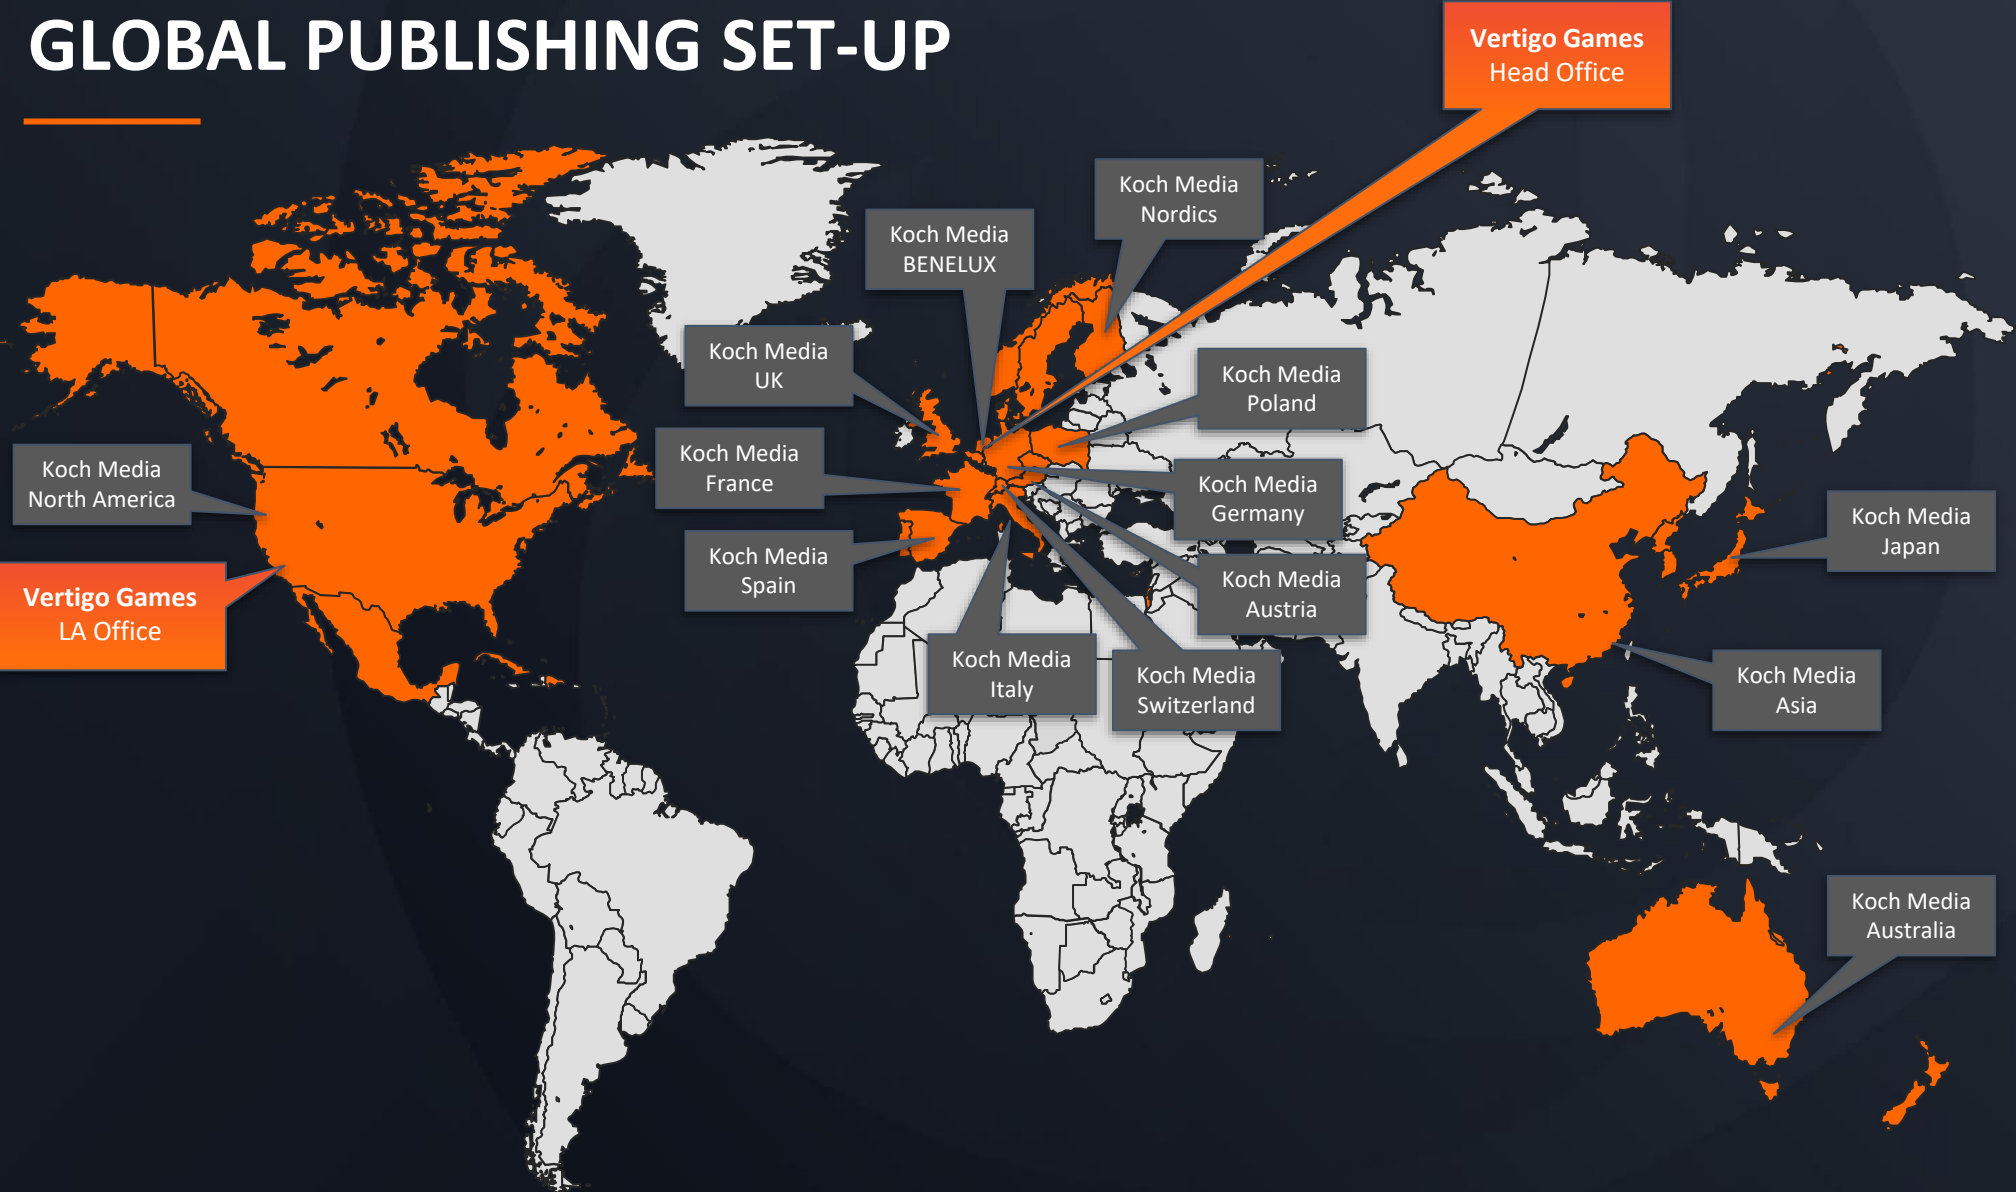 GLOBAL PUBLISHING SET-UP
Vertigo Games
Head Office
Koch Media
Nordics
Koch Media
BENELUX
Koch Media
UK
Koch Media
Poland
Koch Media
North America
Koch Media
France
Koch Media
Germany
Koch Media
Japan
Koch Media
Spain
Koch Media
Austria
Vertigo Games
LA Office
Koch Media
Italy
Koch Media
Switzerland
Koch Media
Asia
Koch Media
Australia